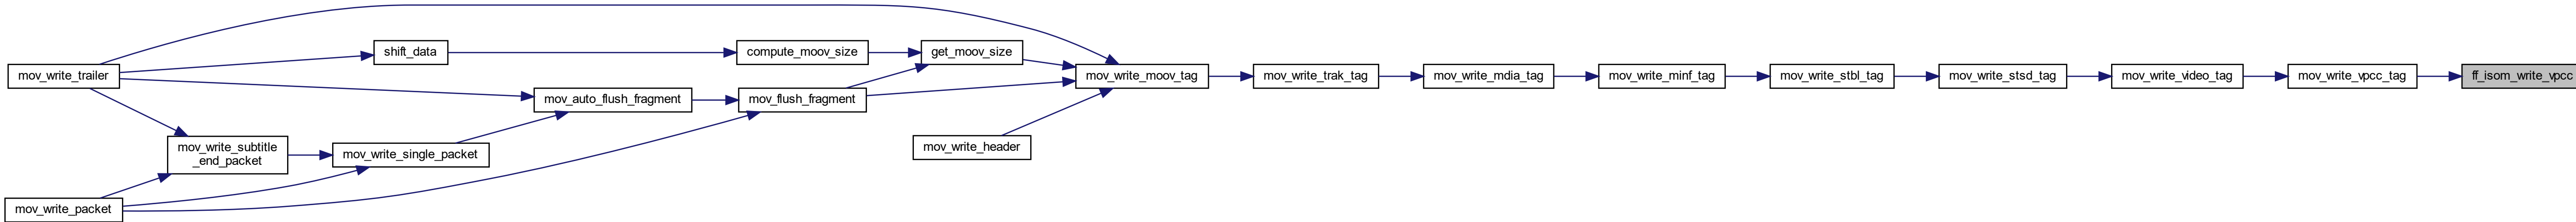 mov_write_trailer
shift_data
compute_moov_size
get_moov_size
mov_auto_flush_fragment
mov_flush_fragment
mov_write_subtitle
_end_packet
mov_write_single_packet
mov_write_header
mov_write_packet
mov_write_moov_tag
mov_write_trak_tag
mov_write_mdia_tag
mov_write_minf_tag
mov_write_stbl_tag
mov_write_stsd_tag
mov_write_video_tag
mov_write_vpcc_tag
ff_isom_write_vpcc